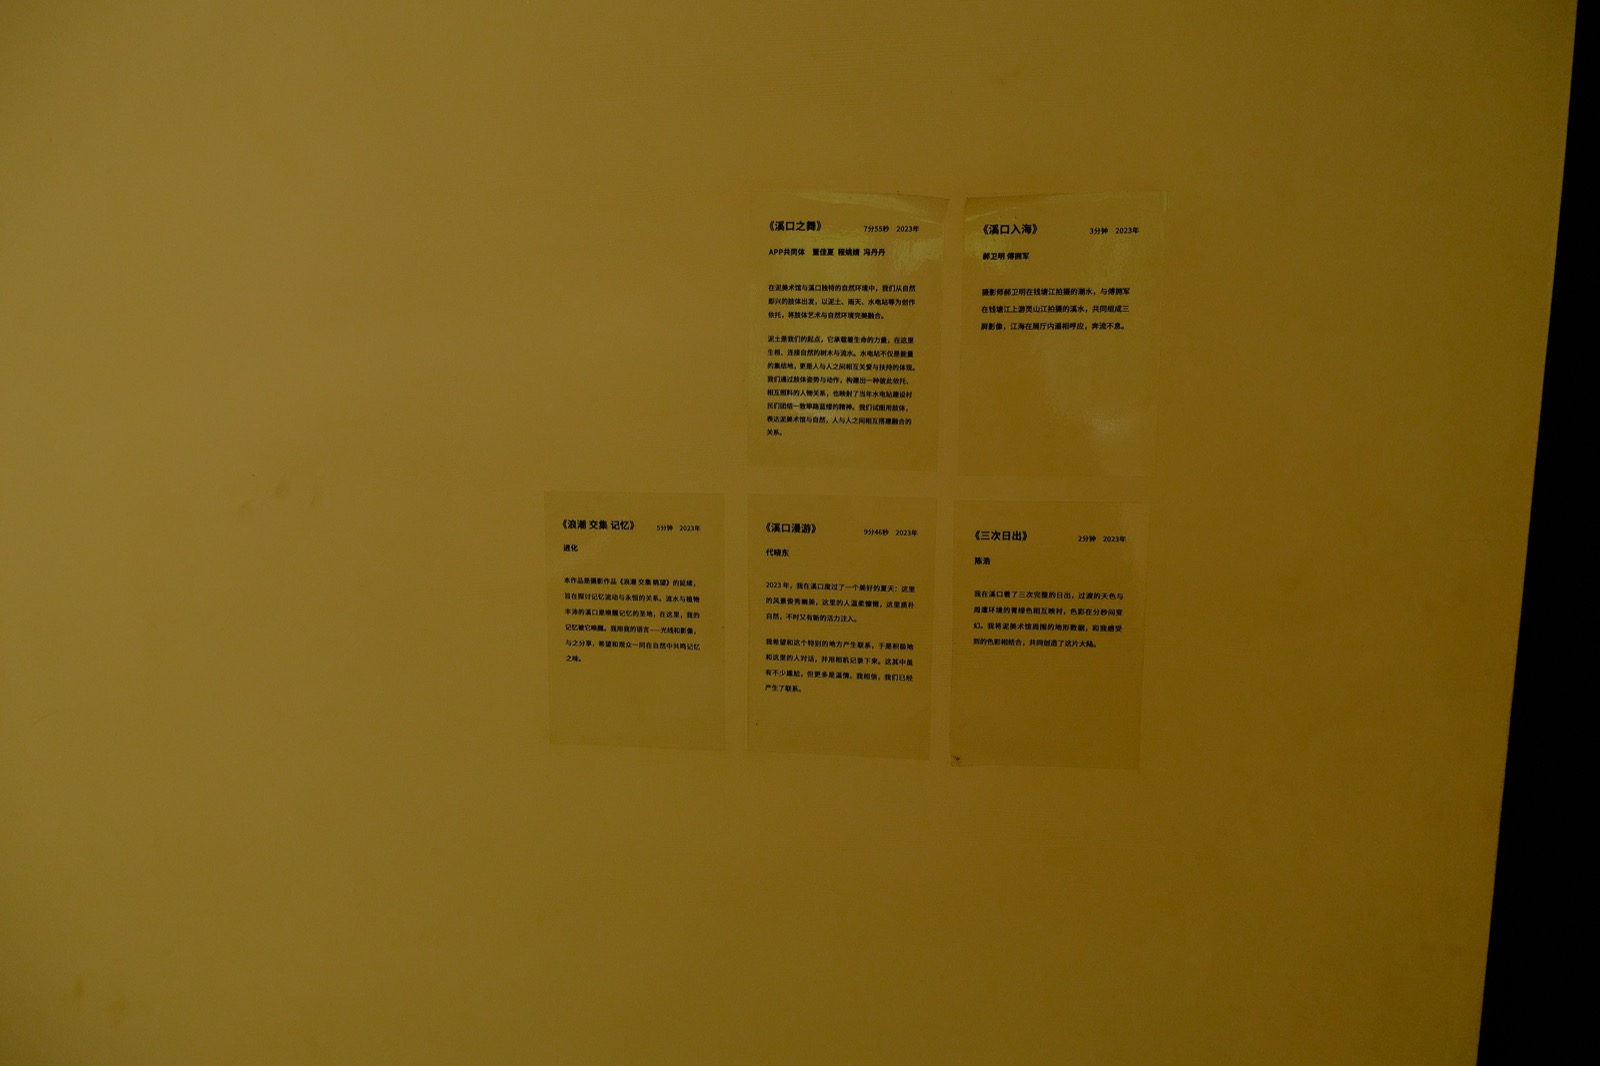 《溪口之舞》 7分55秒 2023年
APP共同体 董佳夏 程嫡嫡 冯丹丹
在泥美术馆与溪口独特的自然环境中，我们从自然
即兴的肢体出发，以泥土、雨天、水电站等为创作
依托，将肢体艺术与自然环境完美融合。
泥土是我们的起点，它承载着生命的力量，在这里
生根、连接自然的树木与流水。水电站不仅是能量
的集结地，更是人与人之间相互关爱与扶持的体现。
我们通过肢体姿势与动作，构建出一种彼此依托、
相互照料的人物关系，也映射了当年水电站建设村
民们团结一致筚路蓝缕的精神。我们试图用肢体，
表达泥美术馆与自然，人与人之间相互搭建融合的
关系。
《溪口入海》 3分钟 2023年
郝卫明 傅拥军
摄影师郝卫明在钱塘江拍摄的潮水，与傅拥军
在钱塘江上游灵山江拍摄的溪水，共同组成三
屏影像，江海在展厅内遥相呼应，奔流不息。
《浪潮 交集 记忆》 5分钟 2023年
进化
本作品是摄影作品《浪潮 交集 眺望》的延续，
旨在探讨记忆流动与永恒的关系。流水与植物
丰沛的溪口是唤醒记忆的圣地，在这里，我的
记忆被它唤醒。我用我的语言——光线和影像，
与之分享，希望和观众一同在自然中共鸣记忆
之味。
《溪口漫游》 9分46秒 2023年
代晓东
2023 年，我在溪口度过了一个美好的夏天：这里
的风景俊秀幽美，这里的人温柔慷慨，这里质朴
自然，不时又有新的活力注入。
我希望和这个特别的地方产生联系，于是积极地
和这里的人对话，并用相机记录下来。这其中虽
有不少尴尬，但更多是温情。我相信，我们已经
产生了联系。
《三次日出》 2分钟 2023年
陈浩
我在溪口看了三次完整的日出，过渡的天色与
周遭环境的青绿色相互映衬，色彩在分秒间变
幻。我将泥美术馆周围的地形数据，和我感受
到的色彩相结合，共同创造了这片大陆。